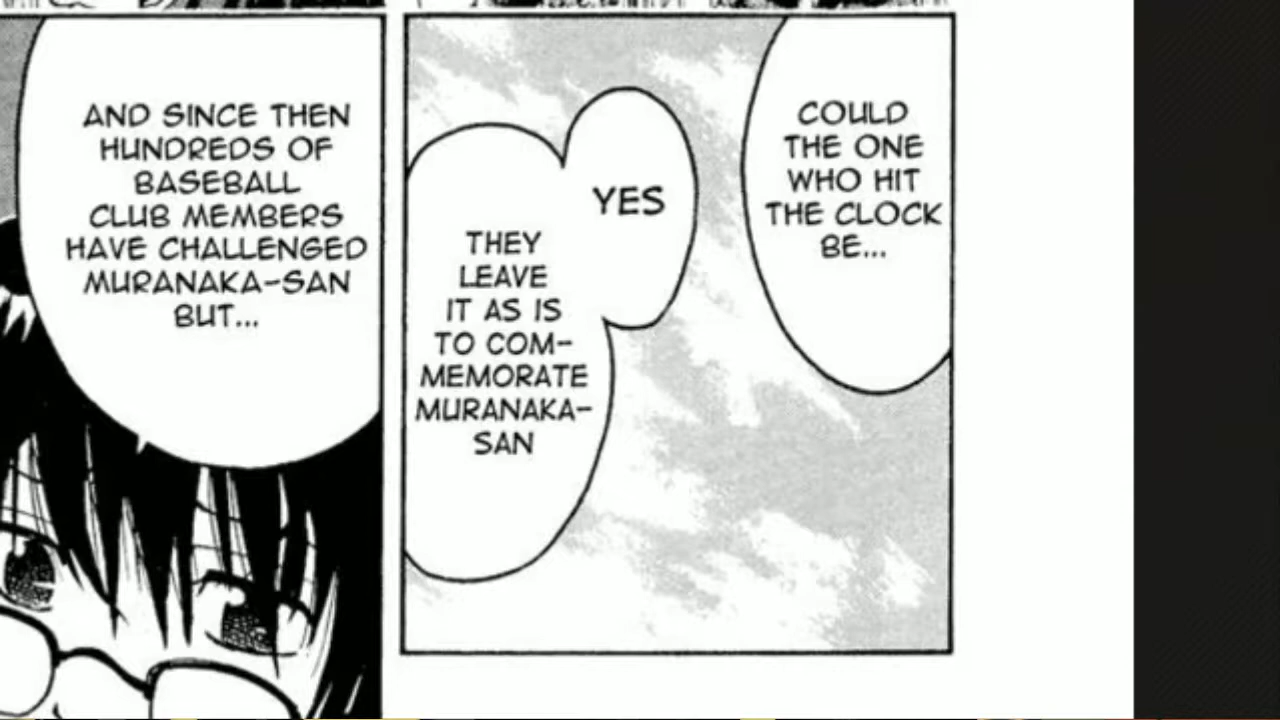 COULD
THE ONE
WHO HIT
THE CLOCK
BE...
YES
THEY
LEAVE
IT AS IS
TO COM-
MEMORATE
MURANAKA-
SAN
AND SINCE THEN
HUNDREDS OF
BASEBALL
CLUB MEMBERS
HAVE CHALLENGED
MURANAKA-SAN
BUT...